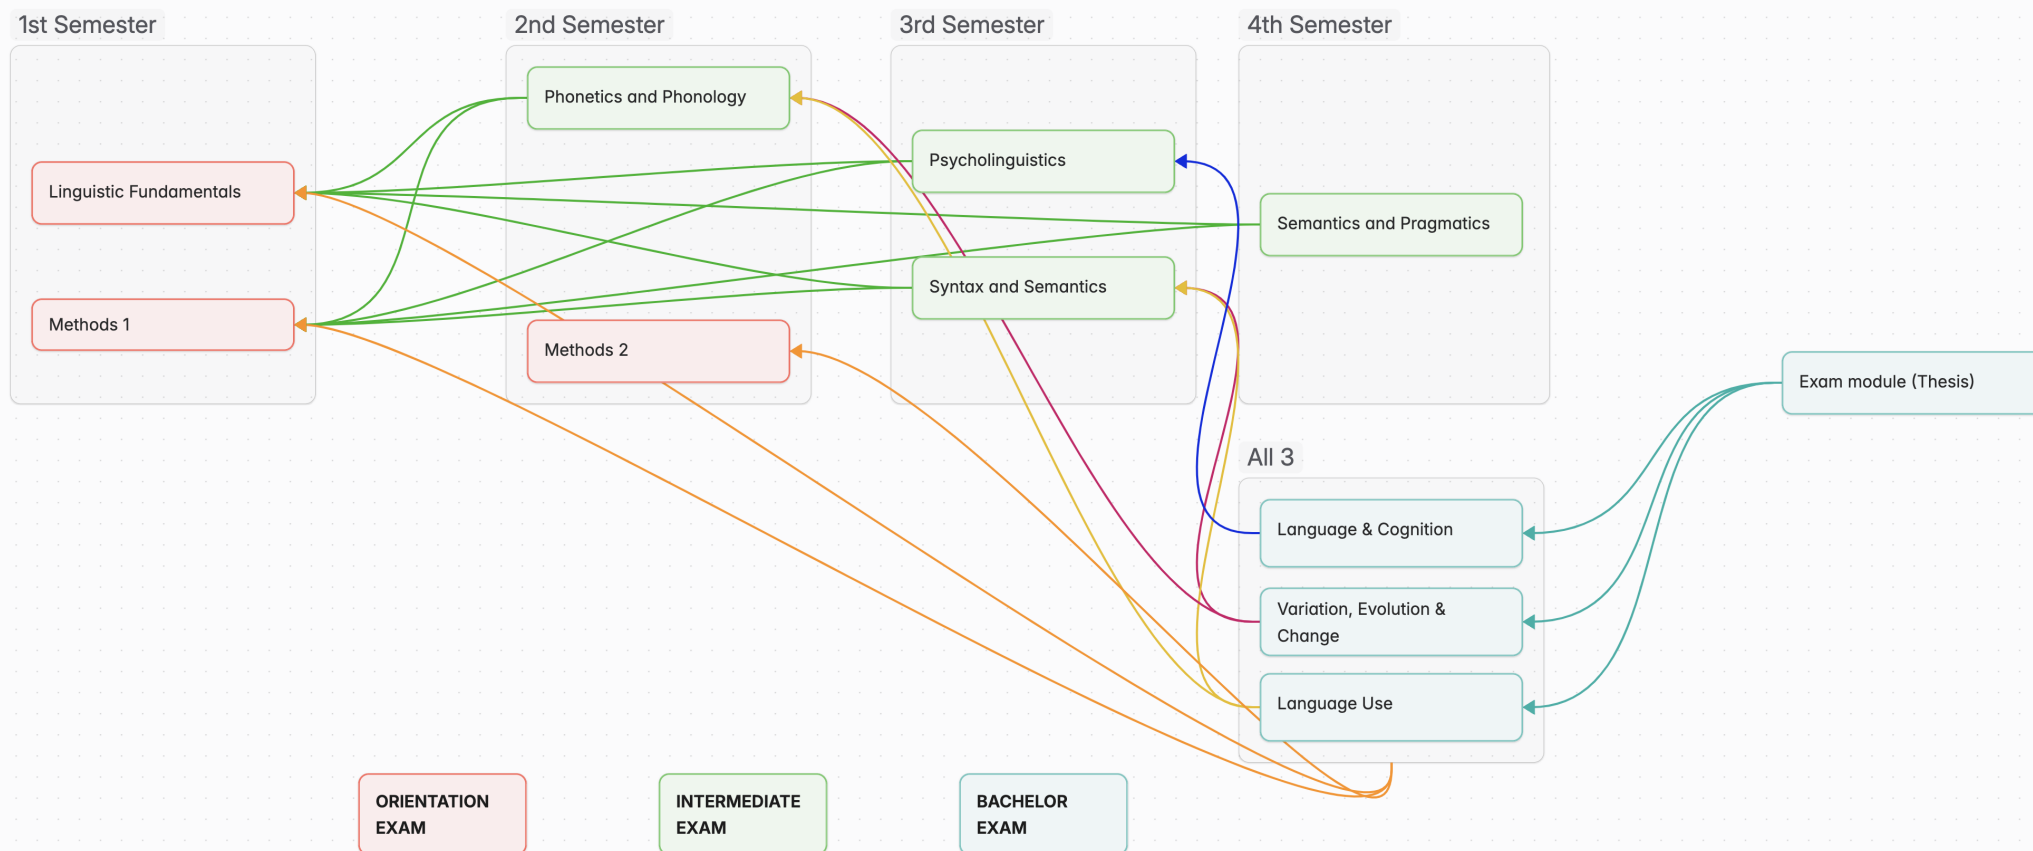 1st Semester
2nd Semester
3rd Semester
4th Semester
Phonetics and Phonology
Psycholinguistics
Linguistic Fundamentals
Semantics and Pragmatics
Syntax and Semantics
Methods 1
Methods 2
Exam module (Thesis)
All 3
Language & Cognition
Variation, Evolution &
Change
Language Use
ORIENTATION
EXAM
INTERMEDIATE
EXAM
BACHELOR
EXAM